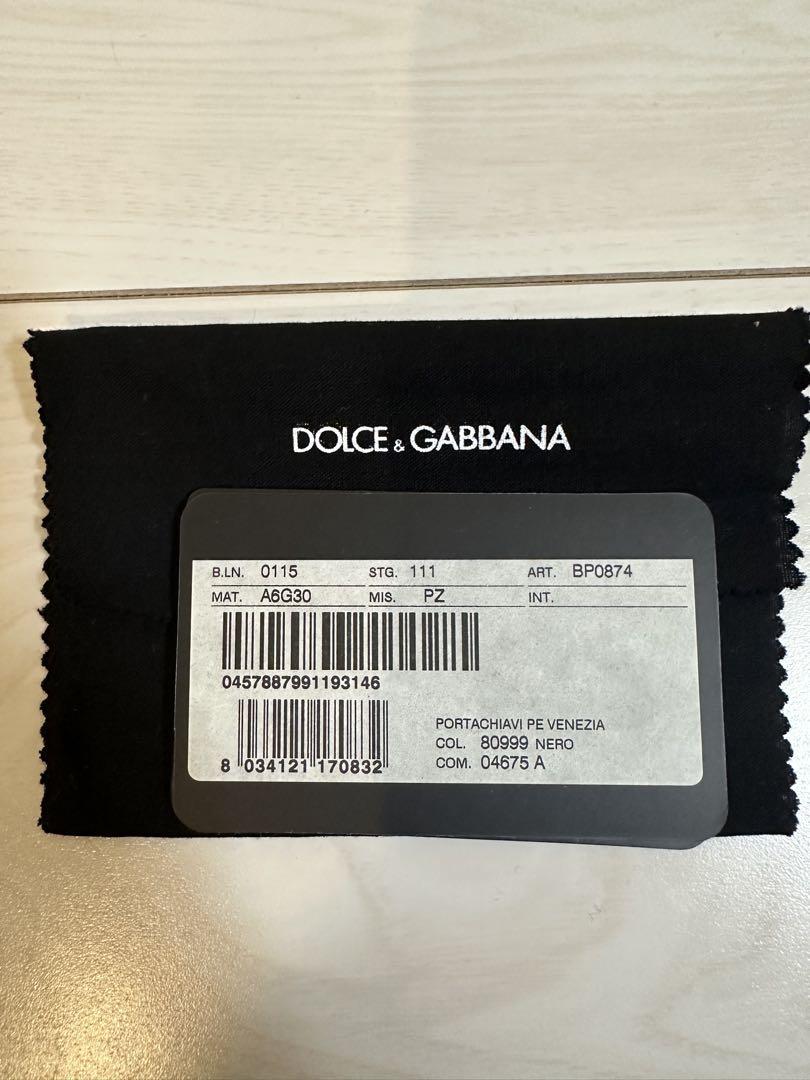 DOLCE & GABBANA
B.LN. 0115 STG. 111 ART. BP0874
MAT. A6G30 MIS. PZ INT.
0457887991193146
PORTACHIAVI PE VENEZIA
COL. 80999 NERO
COM. 04675 A
8 034121 170832